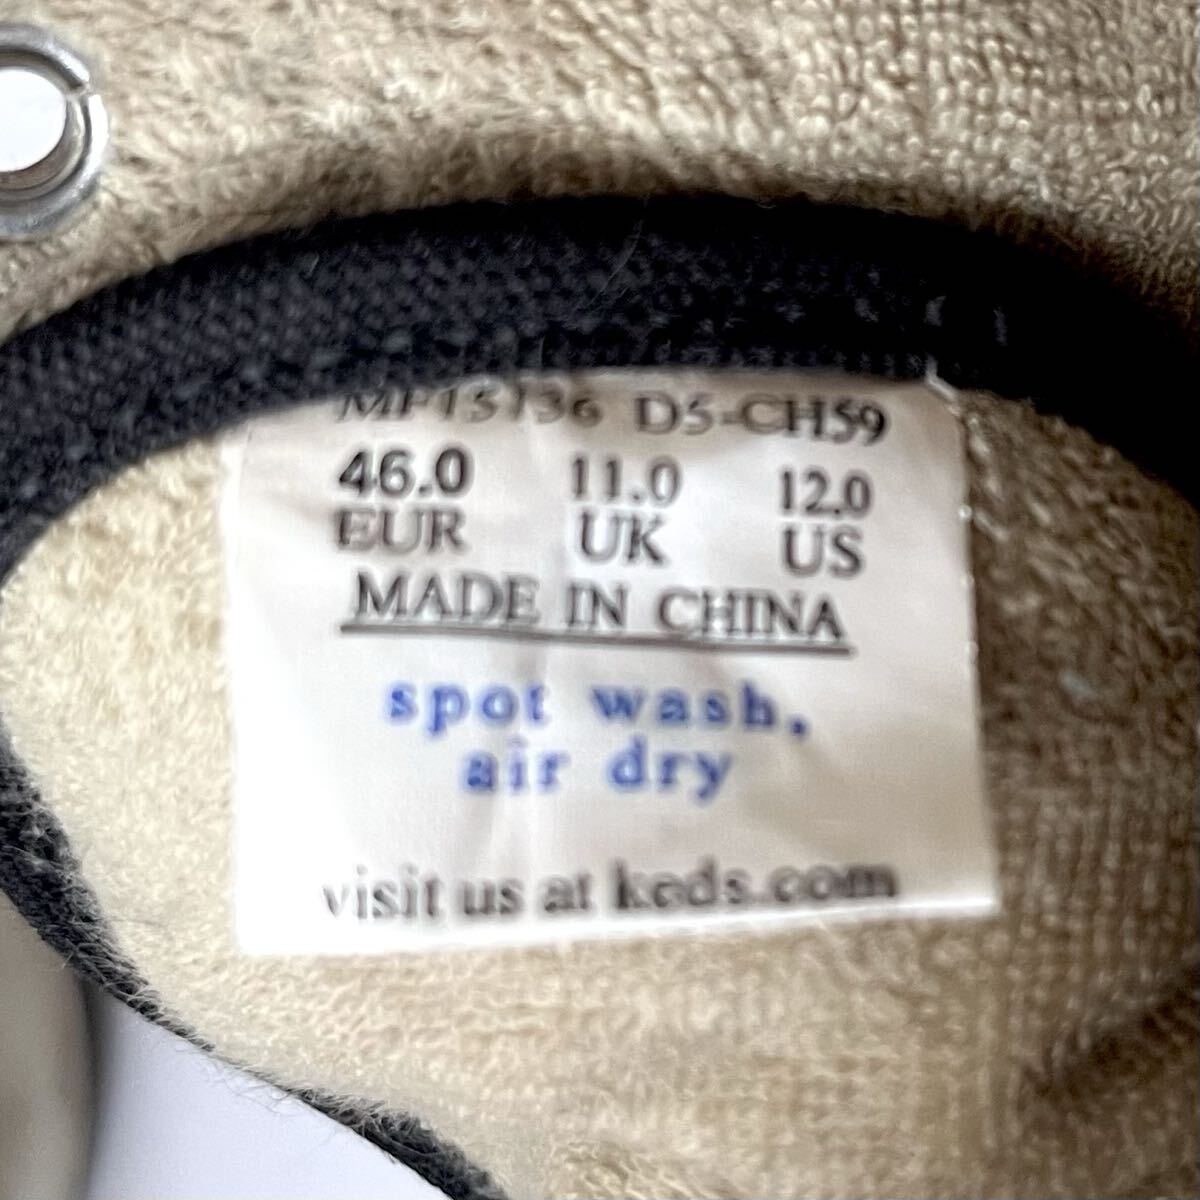 MF15136 D5-CH59
46.0 11.0 12.0
EUR UK US
MADE IN CHINA
spot wash,
air dry
visit us at keds.com